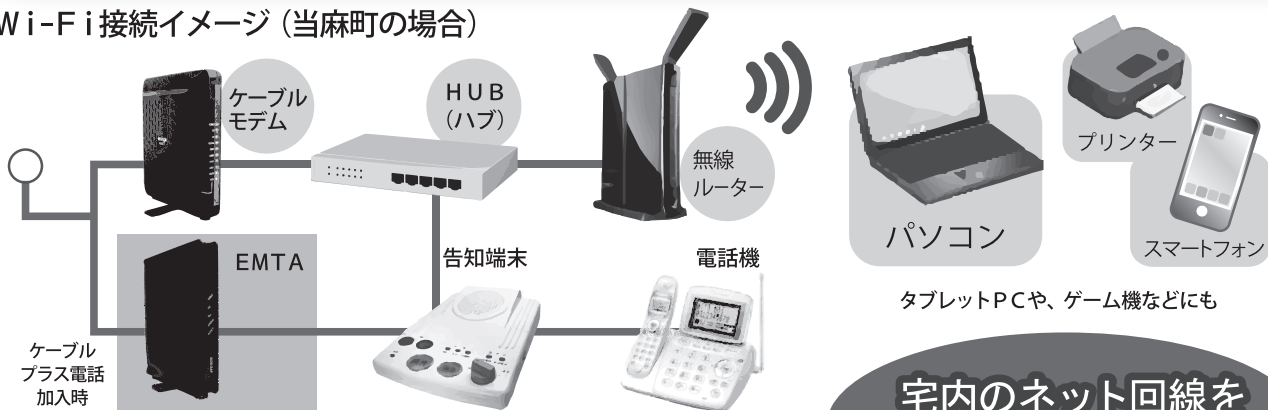 Wi-Fi接続イメージ（当麻町の場合）
ケーブル
モデム
ＨＵＢ
（ハブ）
無線
ルーター
プリンター
パソコン
スマートフォン
EMTA
告知端末
電話機
タブレットＰＣや、ゲーム機などにも
ケーブル
プラス電話
加入時
宅内のネット回線を